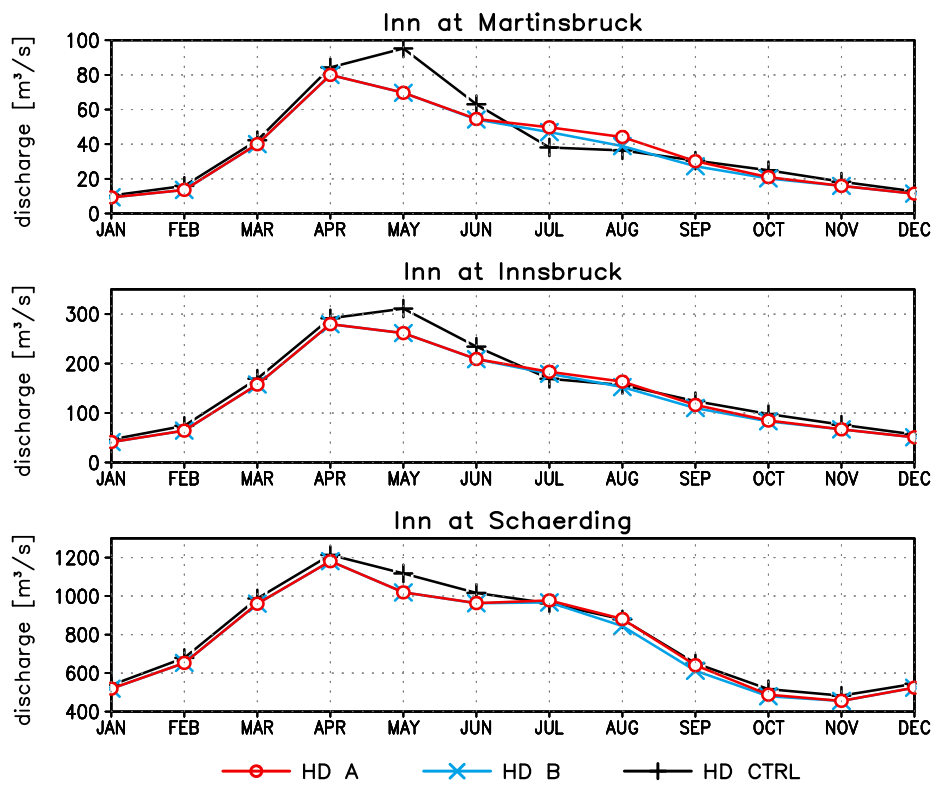 Inn at Martinsbruck
discharge [m³/s]
100
80
60
40
20
0
JAN FEB MAR APR MAY JUN JUL AUG SEP OCT NOV DEC
Inn at Innsbruck
discharge [m³/s]
300
200
100
0
JAN FEB MAR APR MAY JUN JUL AUG SEP OCT NOV DEC
Inn at Schaerding
discharge [m³/s]
1200
1000
800
600
400
JAN FEB MAR APR MAY JUN JUL AUG SEP OCT NOV DEC
HD A HD B HD CTRL